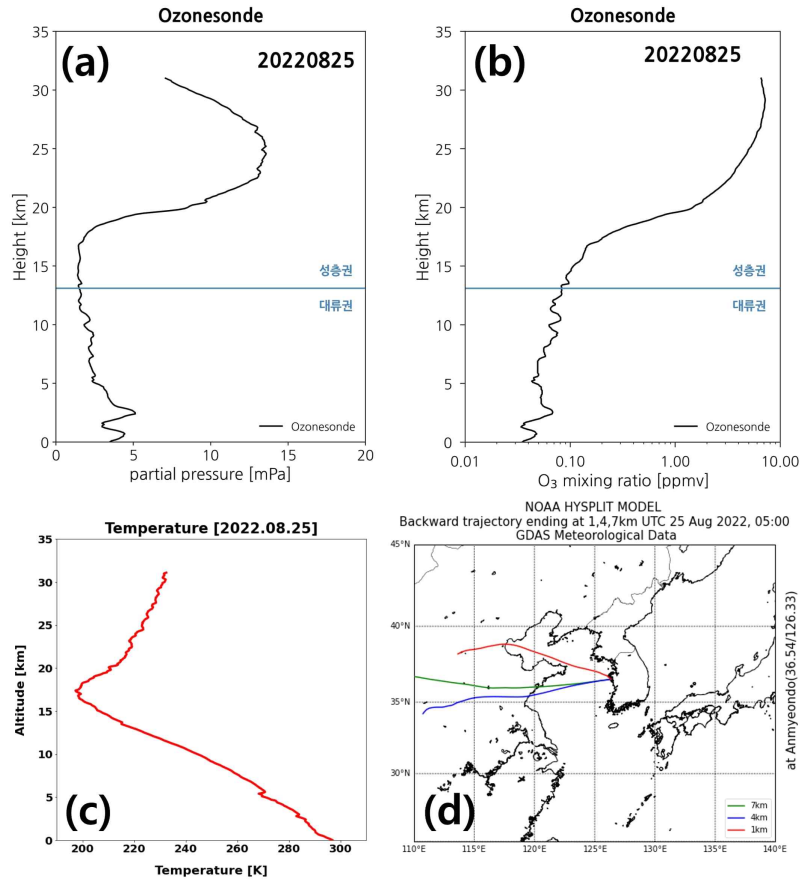 Ozonesonde
(a)
20220825
35
30
25
20
15
10
5
0
Height [km]
성층권
대류권
Ozonesonde
0
5
10
15
20
partial pressure [mPa]
Ozonesonde
(b)
20220825
35
30
25
20
15
10
5
0
Height [km]
성층권
대류권
Ozonesonde
0.01
0.10
1.00
10.00
O₃ mixing ratio [ppmv]
Temperature [2022.08.25]
35
30
25
20
15
10
5
0
Altitude [km]
(c)
200
220
240
260
280
300
Temperature [K]
NOAA HYSPLIT MODEL
Backward trajectory ending at 1,4,7km UTC 25 Aug 2022, 05:00
GDAS Meteorological Data
45°N
40°N
35°N
30°N
(d)
7km
4km
1km
110°E
115°E
120°E
125°E
130°E
135°E
140°E
at Anmyeondo(36.54/126.33)